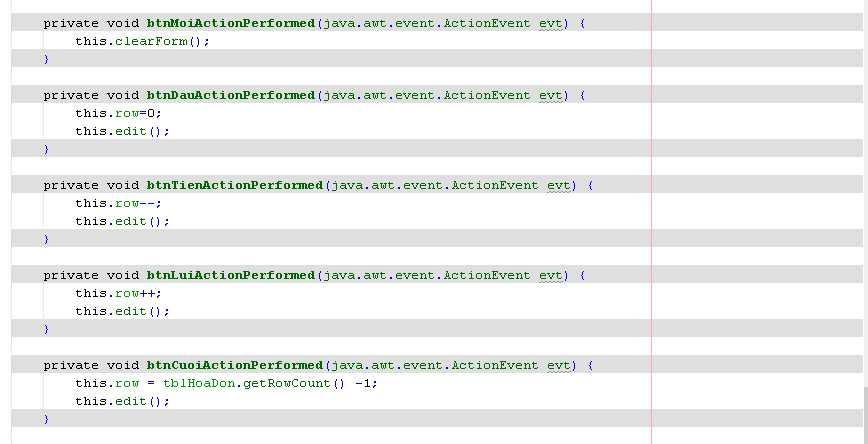 private void btnMoiActionPerformed(java.awt.event.ActionEvent evt) {
this.clearForm();
}
private void btnDauActionPerformed(java.awt.event.ActionEvent evt) {
this.row=0;
this.edit();
}
private void btnTienActionPerformed(java.awt.event.ActionEvent evt) {
this.row--;
this.edit();
}
private void btnLuiActionPerformed(java.awt.event.ActionEvent evt) {
this.row++;
this.edit();
}
private void btnCuoiActionPerformed(java.awt.event.ActionEvent evt) {
this.row = tblHoaDon.getRowCount() -1;
this.edit();
}